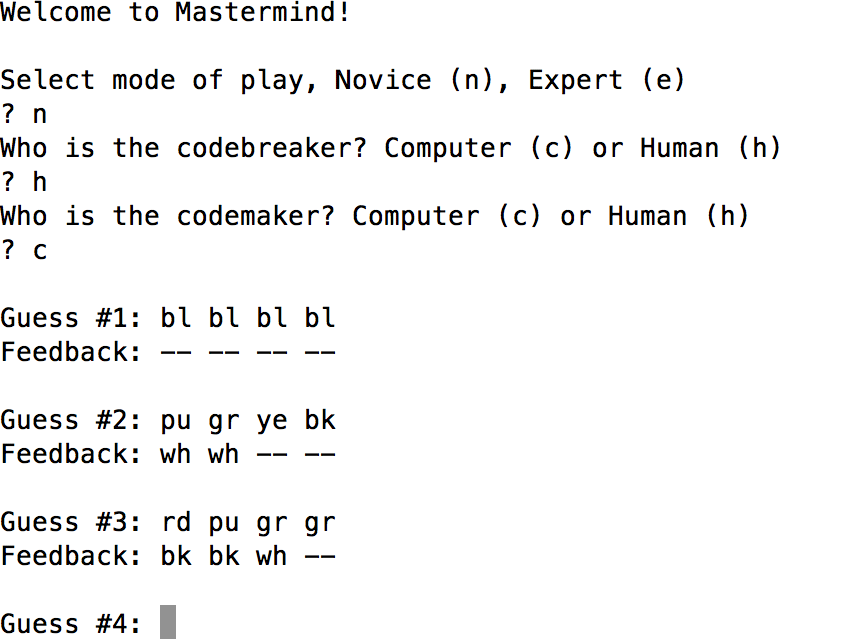 Welcome to Mastermind!
Select mode of play, Novice (n), Expert (e)
? n
Who is the codebreaker? Computer (c) or Human (h)
? h
Who is the codemaker? Computer (c) or Human (h)
? c
Guess #1: bl bl bl bl
Feedback: -- -- -- --
Guess #2: pu gr ye bk
Feedback: wh wh -- --
Guess #3: rd pu gr gr
Feedback: bk bk wh --
Guess #4: